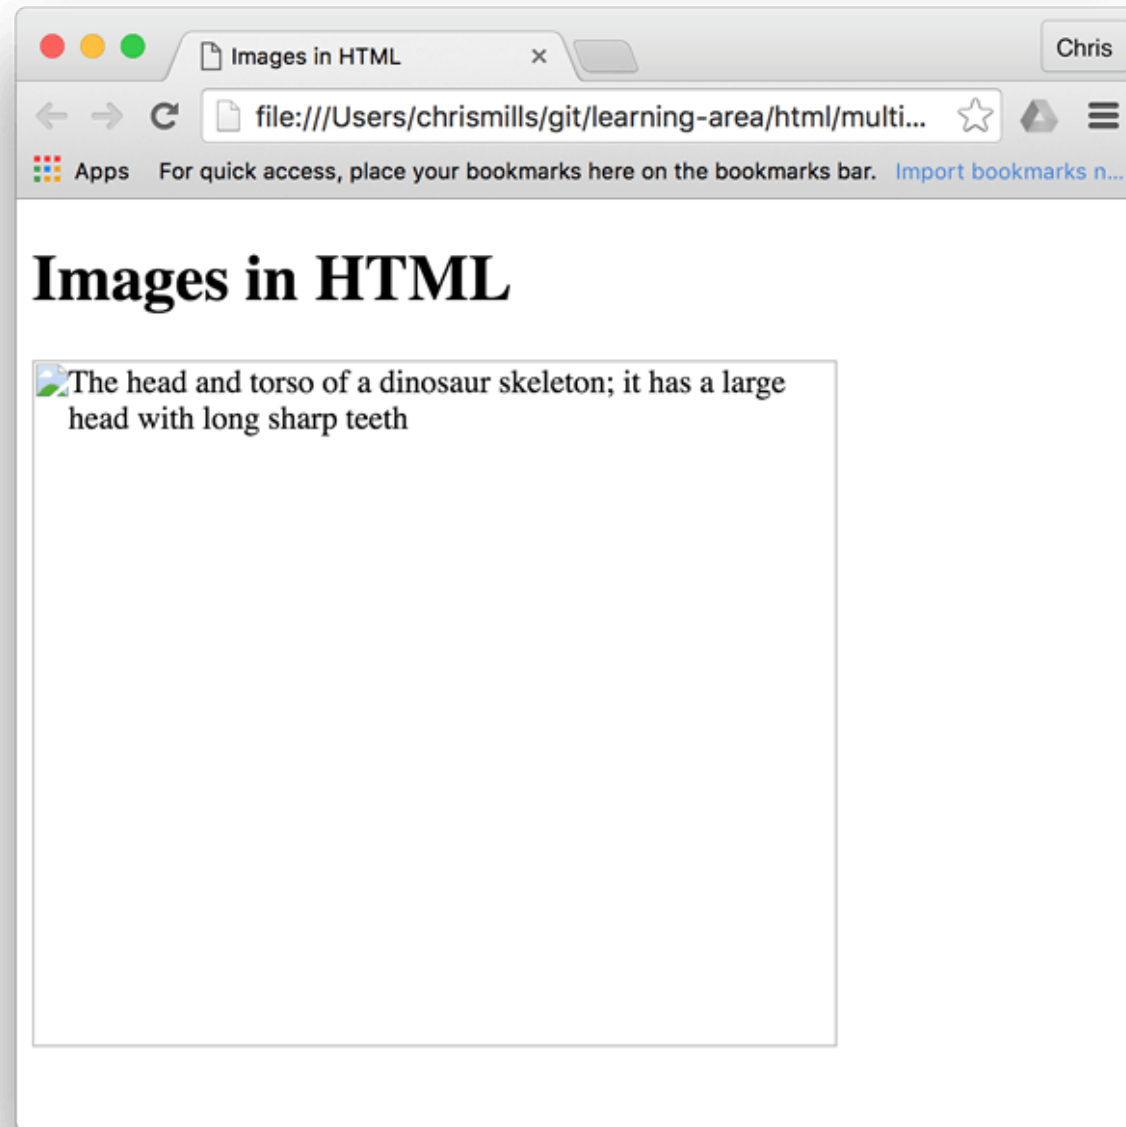 Images in HTML
Chris
file:///Users/chrismills/git/learning-area/html/multi...
Apps For quick access, place your bookmarks here on the bookmarks bar. Import bookmarks n...
Images in HTML
The head and torso of a dinosaur skeleton; it has a large
head with long sharp teeth